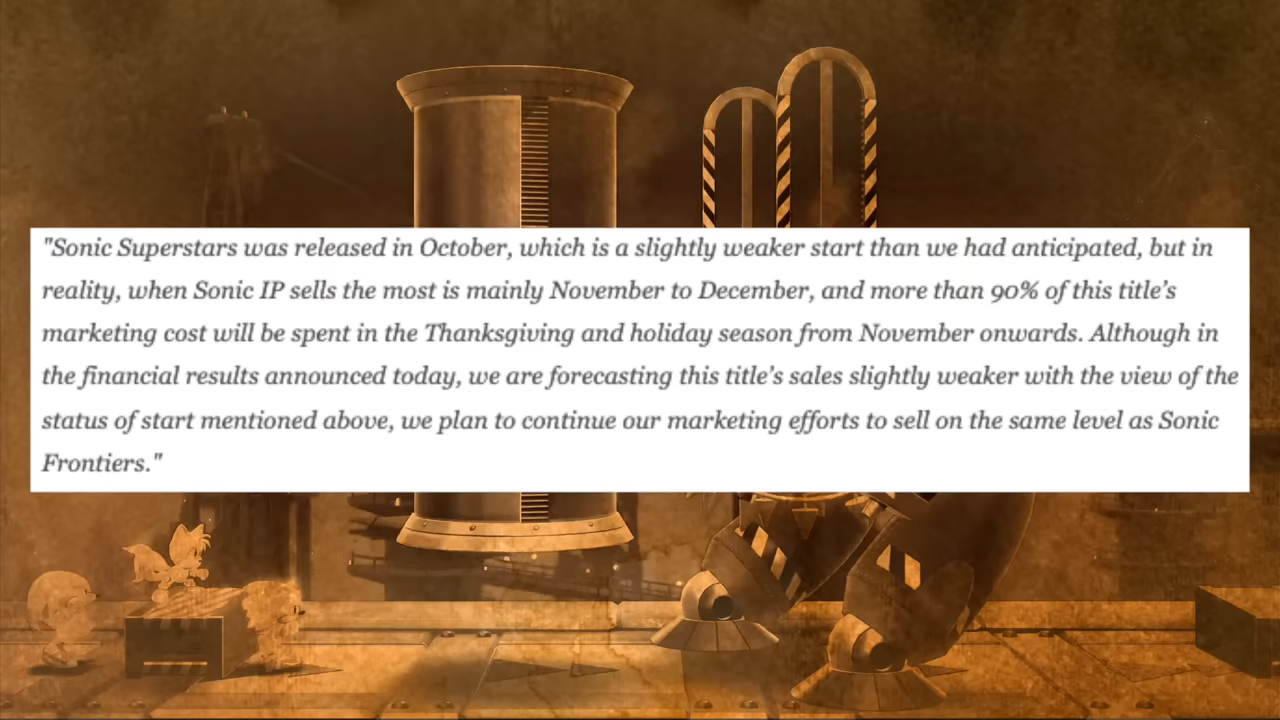 "Sonic Superstars was released in October, which is a slightly weaker start than we had anticipated, but in
reality, when Sonic IP sells the most is mainly November to December, and more than 90% of this title’s
marketing cost will be spent in the Thanksgiving and holiday season from November onwards. Although in
the financial results announced today, we are forecasting this title’s sales slightly weaker with the view of the
status of start mentioned above, we plan to continue our marketing efforts to sell on the same level as Sonic
Frontiers."